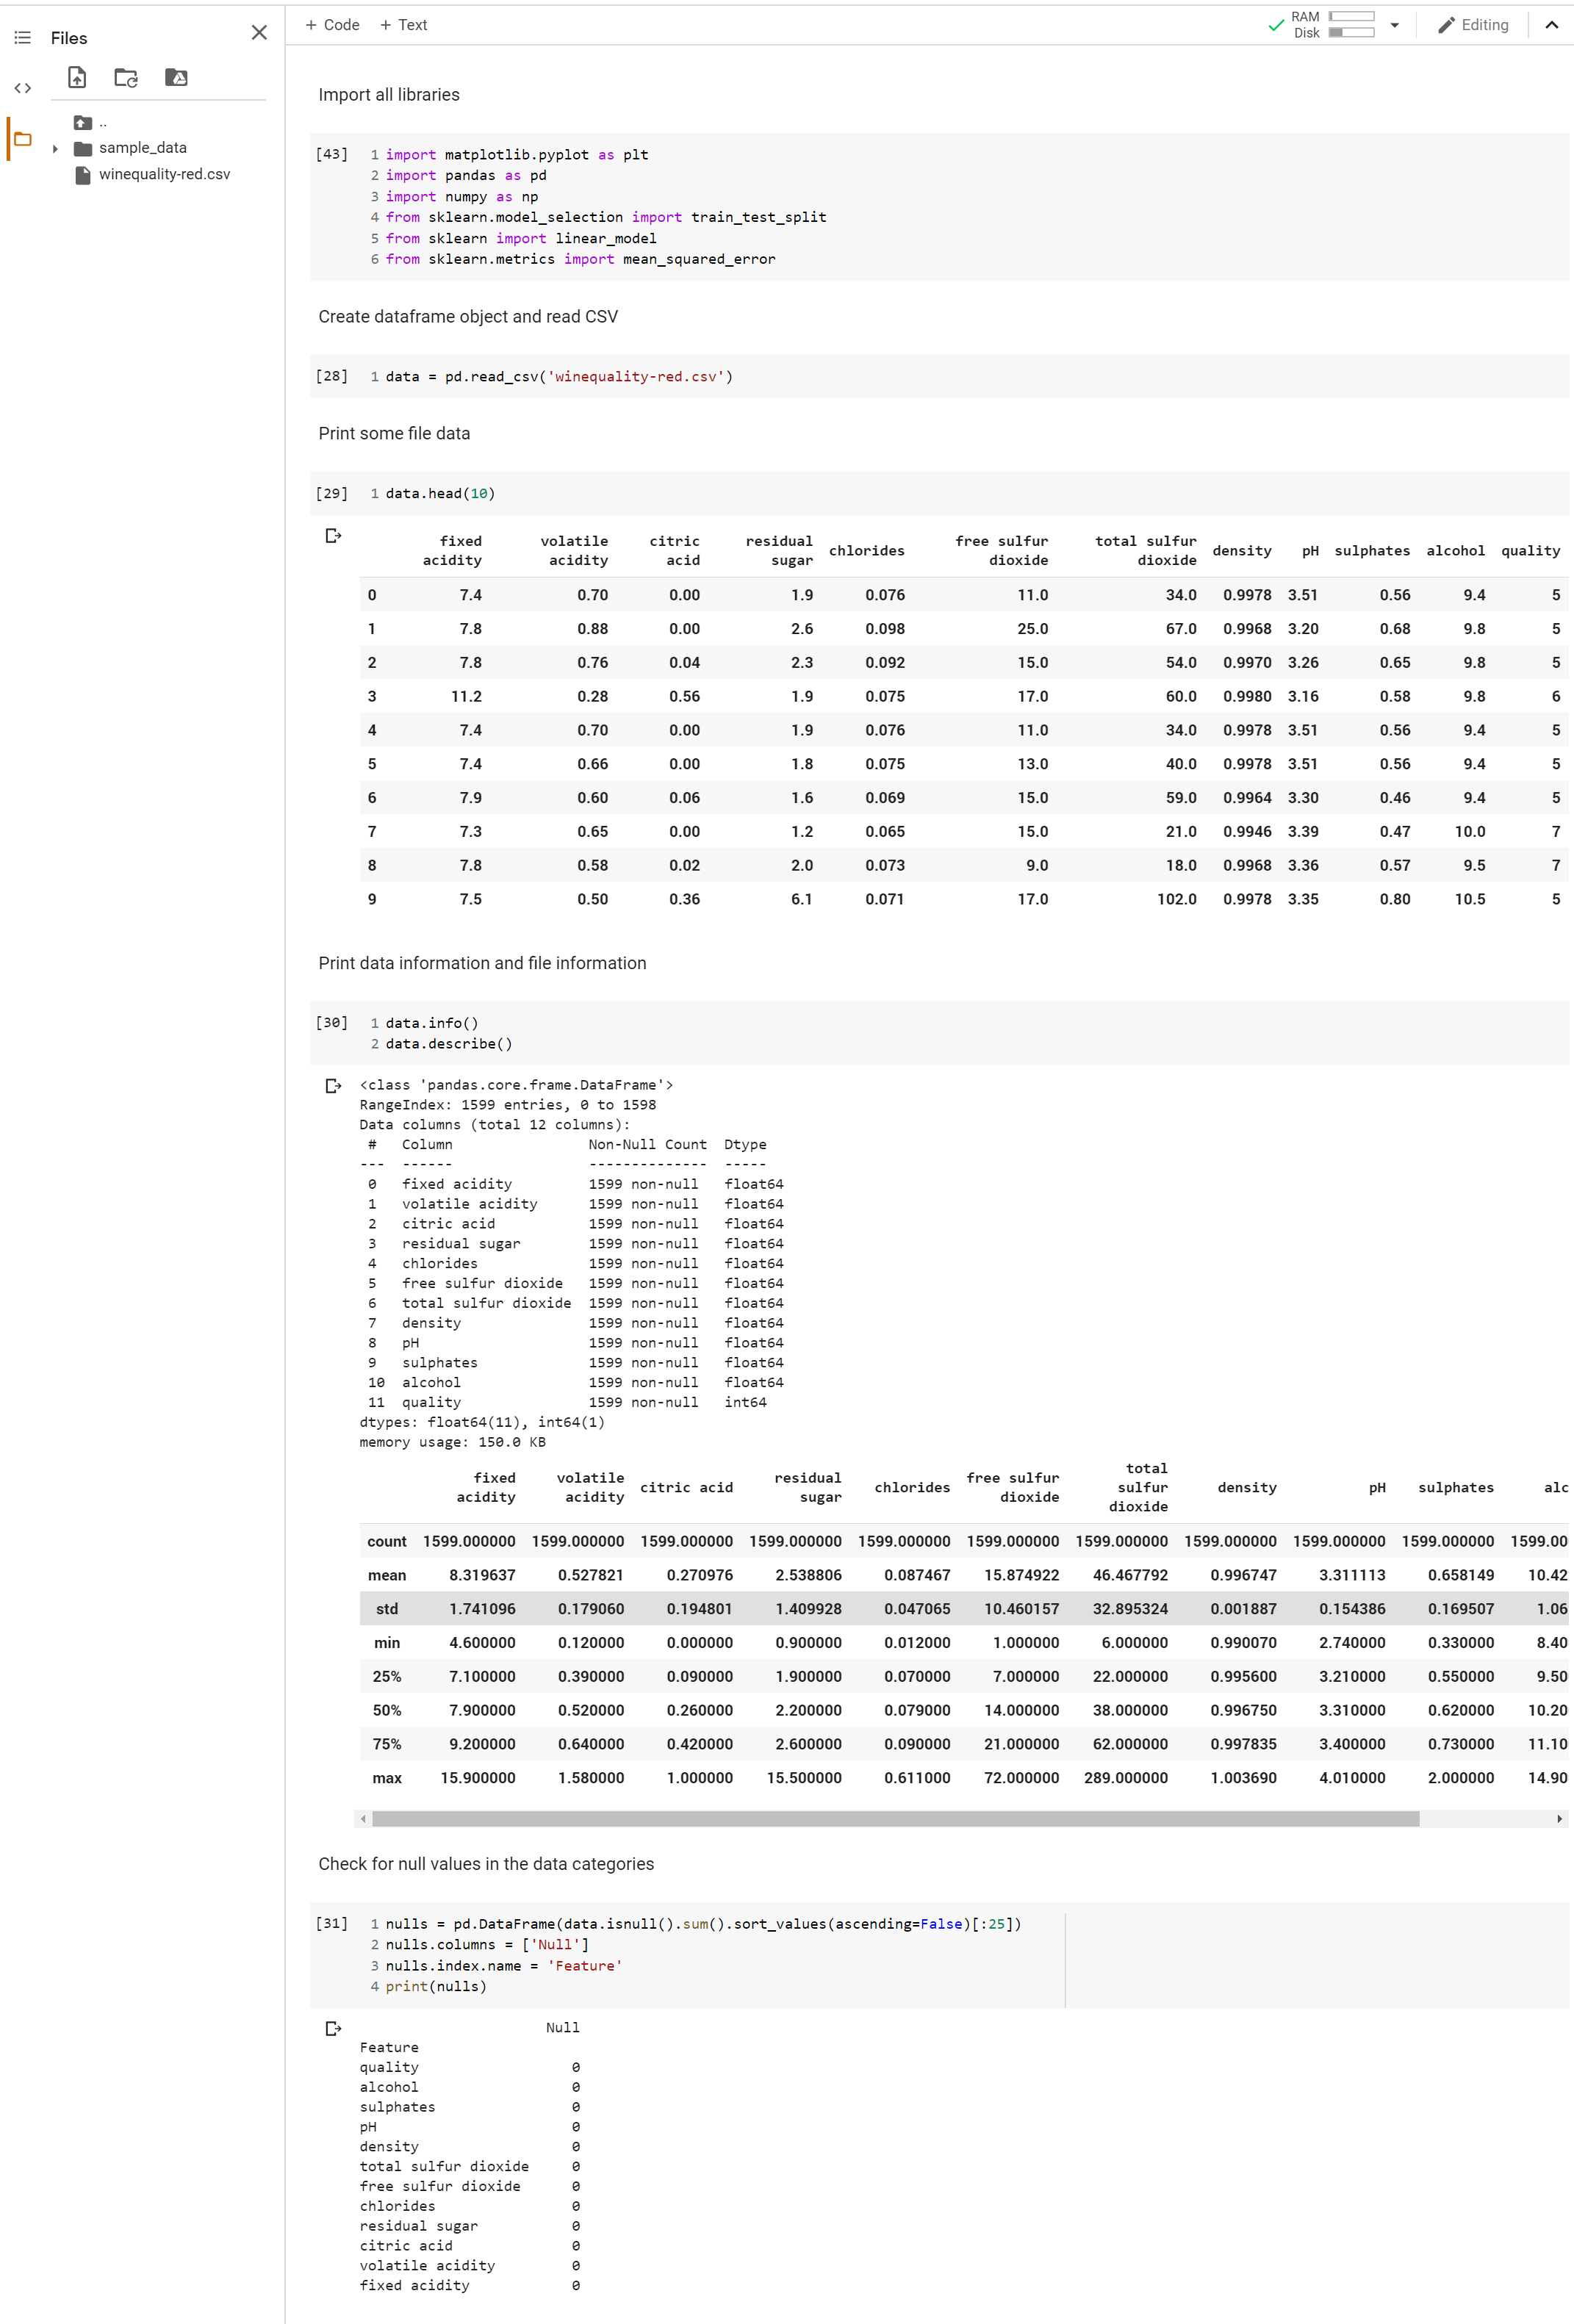 Files
..
sample_data
winequality-red.csv
+ Code + Text
RAM
Disk
Editing
Import all libraries
[43] 1 import matplotlib.pyplot as plt
2 import pandas as pd
3 import numpy as np
4 from sklearn.model_selection import train_test_split
5 from sklearn import linear_model
6 from sklearn.metrics import mean_squared_error
Create dataframe object and read CSV
[28] 1 data = pd.read_csv('winequality-red.csv')
Print some file data
[29] 1 data.head(10)
fixed acidity volatile acidity citric acid residual sugar chlorides free sulfur dioxide total sulfur dioxide density pH sulphates alcohol quality
0 7.4 0.70 0.00 1.9 0.076 11.0 34.0 0.9978 3.51 0.56 9.4 5
1 7.8 0.88 0.00 2.6 0.098 25.0 67.0 0.9968 3.20 0.68 9.8 5
2 7.8 0.76 0.04 2.3 0.092 15.0 54.0 0.9970 3.26 0.65 9.8 5
3 11.2 0.28 0.56 1.9 0.075 17.0 60.0 0.9980 3.16 0.58 9.8 6
4 7.4 0.70 0.00 1.9 0.076 11.0 34.0 0.9978 3.51 0.56 9.4 5
5 7.4 0.66 0.00 1.8 0.075 13.0 40.0 0.9978 3.51 0.56 9.4 5
6 7.9 0.60 0.06 1.6 0.069 15.0 59.0 0.9964 3.30 0.46 9.4 5
7 7.3 0.65 0.00 1.2 0.065 15.0 21.0 0.9946 3.39 0.47 10.0 7
8 7.8 0.58 0.02 2.0 0.073 9.0 18.0 0.9968 3.36 0.57 9.5 7
9 7.5 0.50 0.36 6.1 0.071 17.0 102.0 0.9978 3.35 0.80 10.5 5
Print data information and file information
[30] 1 data.info()
2 data.describe()
<class 'pandas.core.frame.DataFrame'>
RangeIndex: 1599 entries, 0 to 1598
Data columns (total 12 columns):
# Column Non-Null Count Dtype
--- ------ -------------- -----
0 fixed acidity 1599 non-null float64
1 volatile acidity 1599 non-null float64
2 citric acid 1599 non-null float64
3 residual sugar 1599 non-null float64
4 chlorides 1599 non-null float64
5 free sulfur dioxide 1599 non-null float64
6 total sulfur dioxide 1599 non-null float64
7 density 1599 non-null float64
8 pH 1599 non-null float64
9 sulphates 1599 non-null float64
10 alcohol 1599 non-null float64
11 quality 1599 non-null int64
dtypes: float64(11), int64(1)
memory usage: 150.0 KB
fixed acidity volatile acidity citric acid residual sugar chlorides free sulfur dioxide total sulfur dioxide density pH sulphates alc
count 1599.000000 1599.000000 1599.000000 1599.000000 1599.000000 1599.000000 1599.000000 1599.000000 1599.000000 1599.000000 1599.00
mean 8.319637 0.527821 0.270976 2.538806 0.087467 15.874922 46.467792 0.996747 3.311113 0.658149 10.42
std 1.741096 0.179060 0.194801 1.409928 0.047065 10.460157 32.895324 0.001887 0.154386 0.169507 1.06
min 4.600000 0.120000 0.000000 0.900000 0.012000 1.000000 6.000000 0.990070 2.740000 0.330000 8.40
25% 7.100000 0.390000 0.090000 1.900000 0.070000 7.000000 22.000000 0.995600 3.210000 0.550000 9.50
50% 7.900000 0.520000 0.260000 2.200000 0.079000 14.000000 38.000000 0.996750 3.310000 0.620000 10.20
75% 9.200000 0.640000 0.420000 2.600000 0.090000 21.000000 62.000000 0.997835 3.400000 0.730000 11.10
max 15.900000 1.580000 1.000000 15.500000 0.611000 72.000000 289.000000 1.003690 4.010000 2.000000 14.90
Check for null values in the data categories
[31] 1 nulls = pd.DataFrame(data.isnull().sum().sort_values(ascending=False)[:25])
2 nulls.columns = ['Null']
3 nulls.index.name = 'Feature'
4 print(nulls)
Null
Feature
quality 0
alcohol 0
sulphates 0
pH 0
density 0
total sulfur dioxide 0
free sulfur dioxide 0
chlorides 0
residual sugar 0
citric acid 0
volatile acidity 0
fixed acidity 0